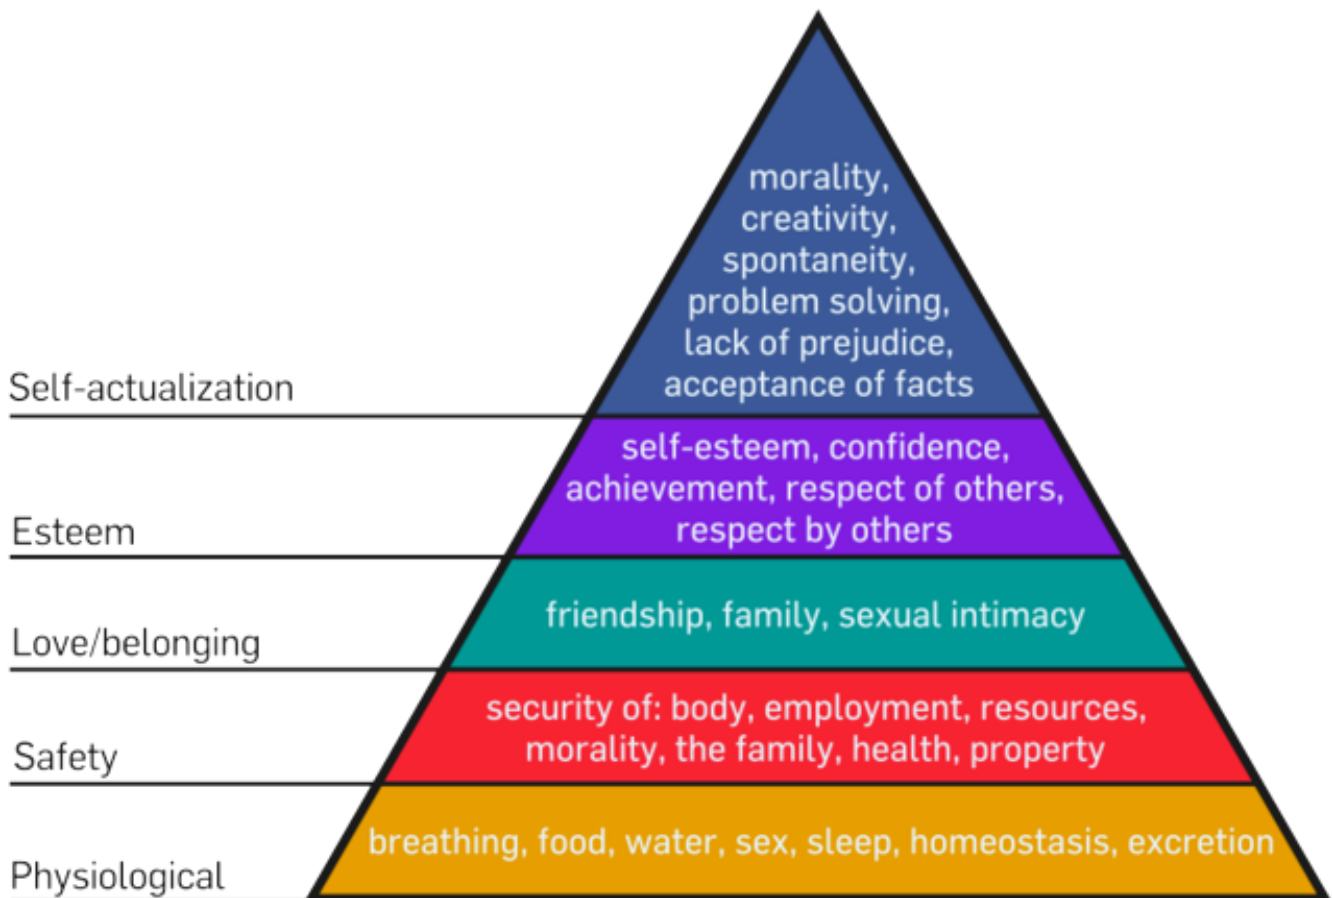 morality,
creativity,
spontaneity,
problem solving,
lack of prejudice,
acceptance of facts
Self-actualization
self-esteem, confidence,
achievement, respect of others,
respect by others
Esteem
friendship, family, sexual intimacy
Love/belonging
security of: body, employment, resources,
morality, the family, health, property
Safety
breathing, food, water, sex, sleep, homeostasis, excretion
Physiological